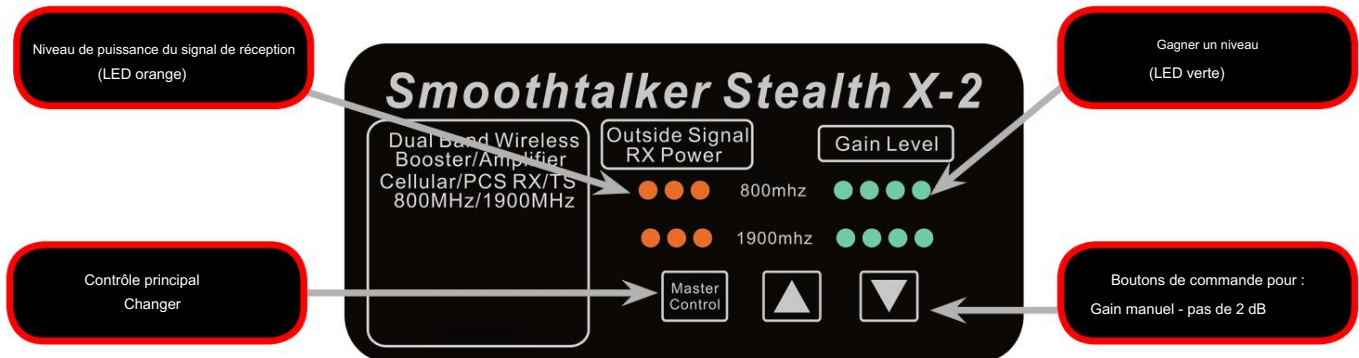 Niveau de puissance du signal de réception
(LED orange)
Gagner un niveau
(LED verte)
Smoothtalker Stealth X-2
Dual Band Wireless
Booster/Amplifier
Cellular/PCS RX/TS
800MHz/1900MHz
Outside Signal
RX Power
Gain Level
800mhz
1900mhz
Master
Control
Contrôle principal
Changer
Boutons de commande pour :
Gain manuel - pas de 2 dB